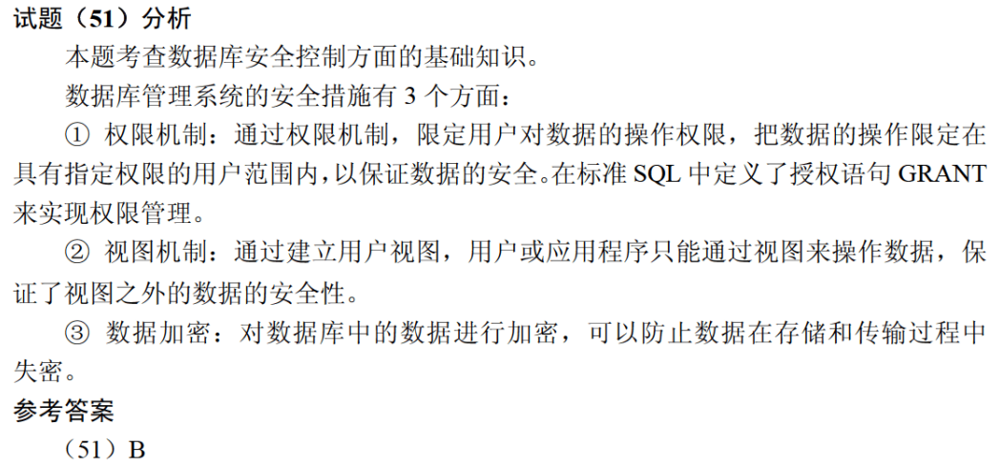 试题（51）分析
本题考查数据库安全控制方面的基础知识。
数据库管理系统的安全措施有 3 个方面：
① 权限机制：通过权限机制，限定用户对数据的操作权限，把数据的操作限定在
具有指定权限的用户范围内，以保证数据的安全。在标准 SQL 中定义了授权语句 GRANT
来实现权限管理。
② 视图机制：通过建立用户视图，用户或应用程序只能通过视图来操作数据，保
证了视图之外的数据的安全性。
③ 数据加密：对数据库中的数据进行加密，可以防止数据在存储和传输过程中
失密。
参考答案
（51）B